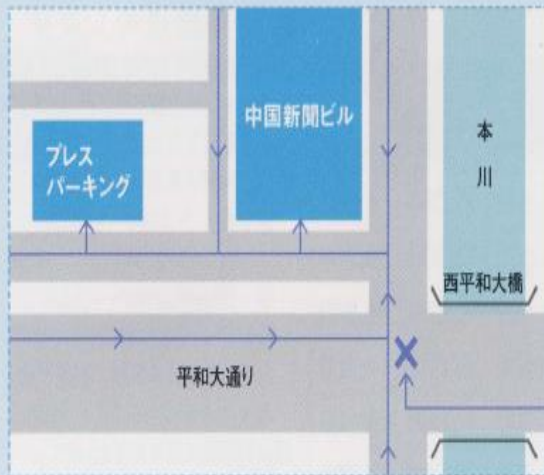 中国新聞ビル
プレス
パーキング
本
川
西平和大橋
平和大通り